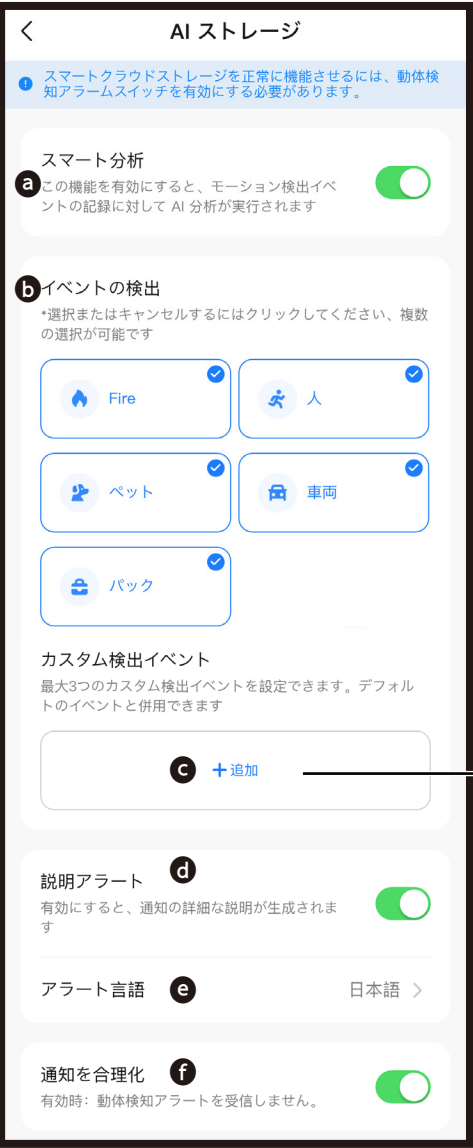 AI ストレージ
スマートクラウドストレージを正常に機能させるには、動体検
知アラームスイッチを有効にする必要があります。
スマート分析
a この機能を有効にすると、モーション検出イベ
ントの記録に対して AI 分析が実行されます
b イベントの検出
*選択またはキャンセルするにはクリックしてください、複数
の選択が可能です
Fire 人
ペット 車両
パック
カスタム検出イベント
最大3つのカスタム検出イベントを設定できます。デフォル
トのイベントと併用できます
c +追加
説明アラート d
有効にすると、通知の詳細な説明が生成されま
す
アラート言語 e 日本語
通知を合理化 f
有効時：動体検知アラートを受信しません。